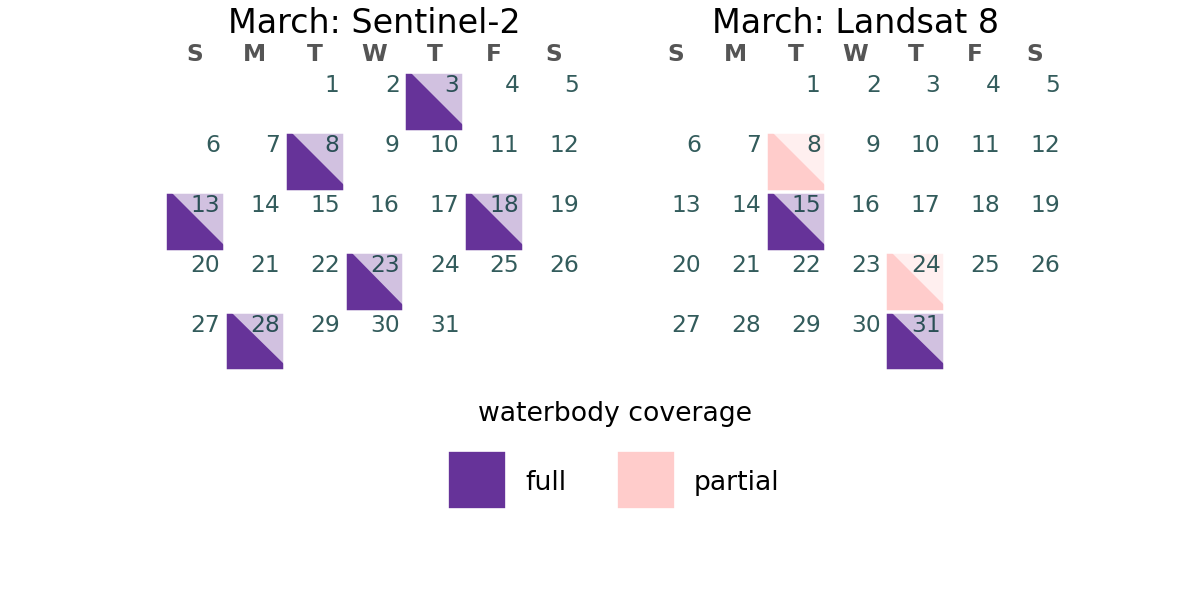 March: Sentinel-2
S M T W T F S
1 2 3 4 5
6 7 8 9 10 11 12
13 14 15 16 17 18 19
20 21 22 23 24 25 26
27 28 29 30 31
March: Landsat 8
S M T W T F S
1 2 3 4 5
6 7 8 9 10 11 12
13 14 15 16 17 18 19
20 21 22 23 24 25 26
27 28 29 30 31
waterbody coverage
full
partial